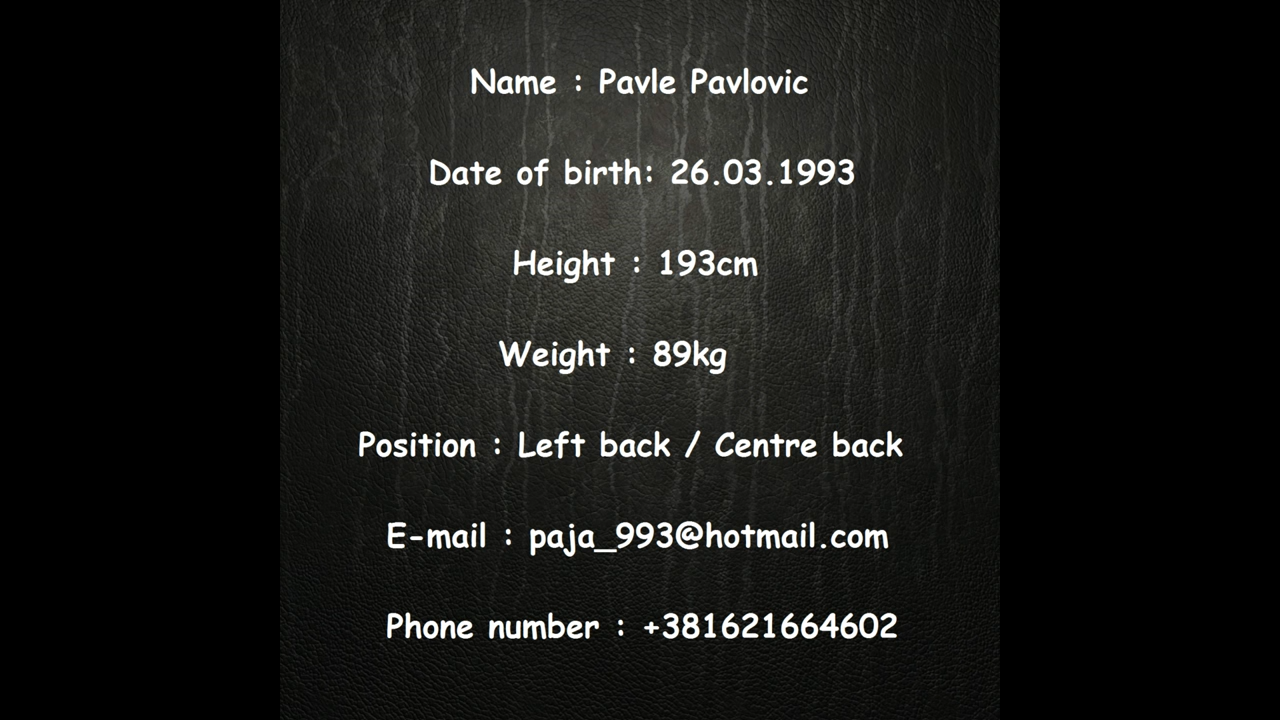 Name : Pavle Pavlovic
Date of birth: 26.03.1993
Height : 193cm
Weight : 89kg
Position : Left back / Centre back
E-mail : paja_993@hotmail.com
Phone number : +381621664602